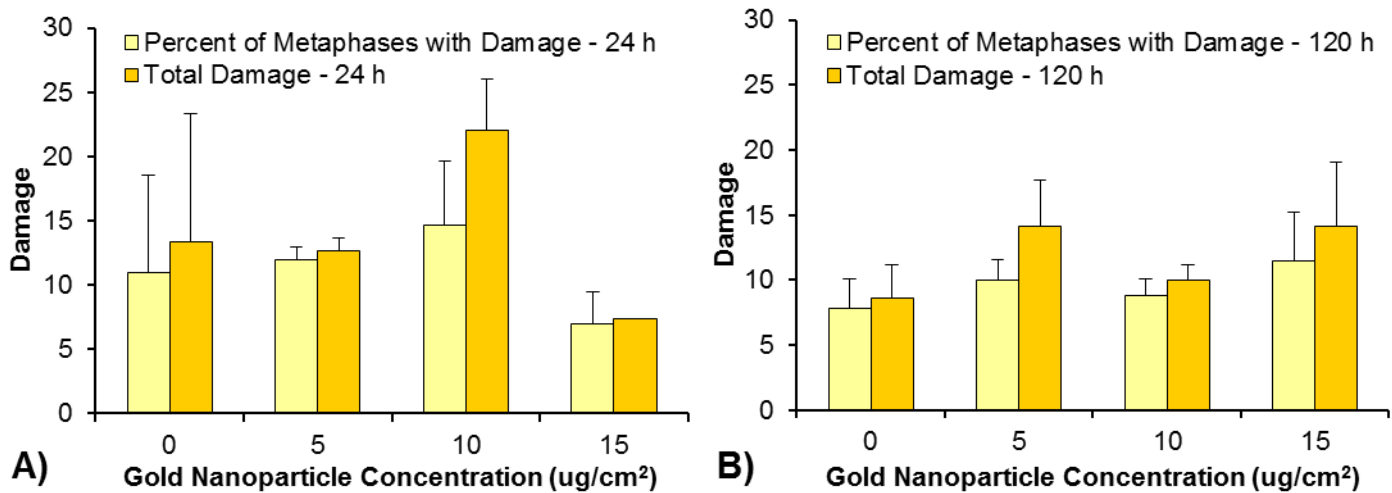 30
25
20
15
10
5
0
Damage
Percent of Metaphases with Damage - 24 h
Total Damage - 24 h
0 5 10 15
Gold Nanoparticle Concentration (ug/cm²)
A)
30
25
20
15
10
5
0
Damage
Percent of Metaphases with Damage - 120 h
Total Damage - 120 h
0 5 10 15
Gold Nanoparticle Concentration (ug/cm²)
B)